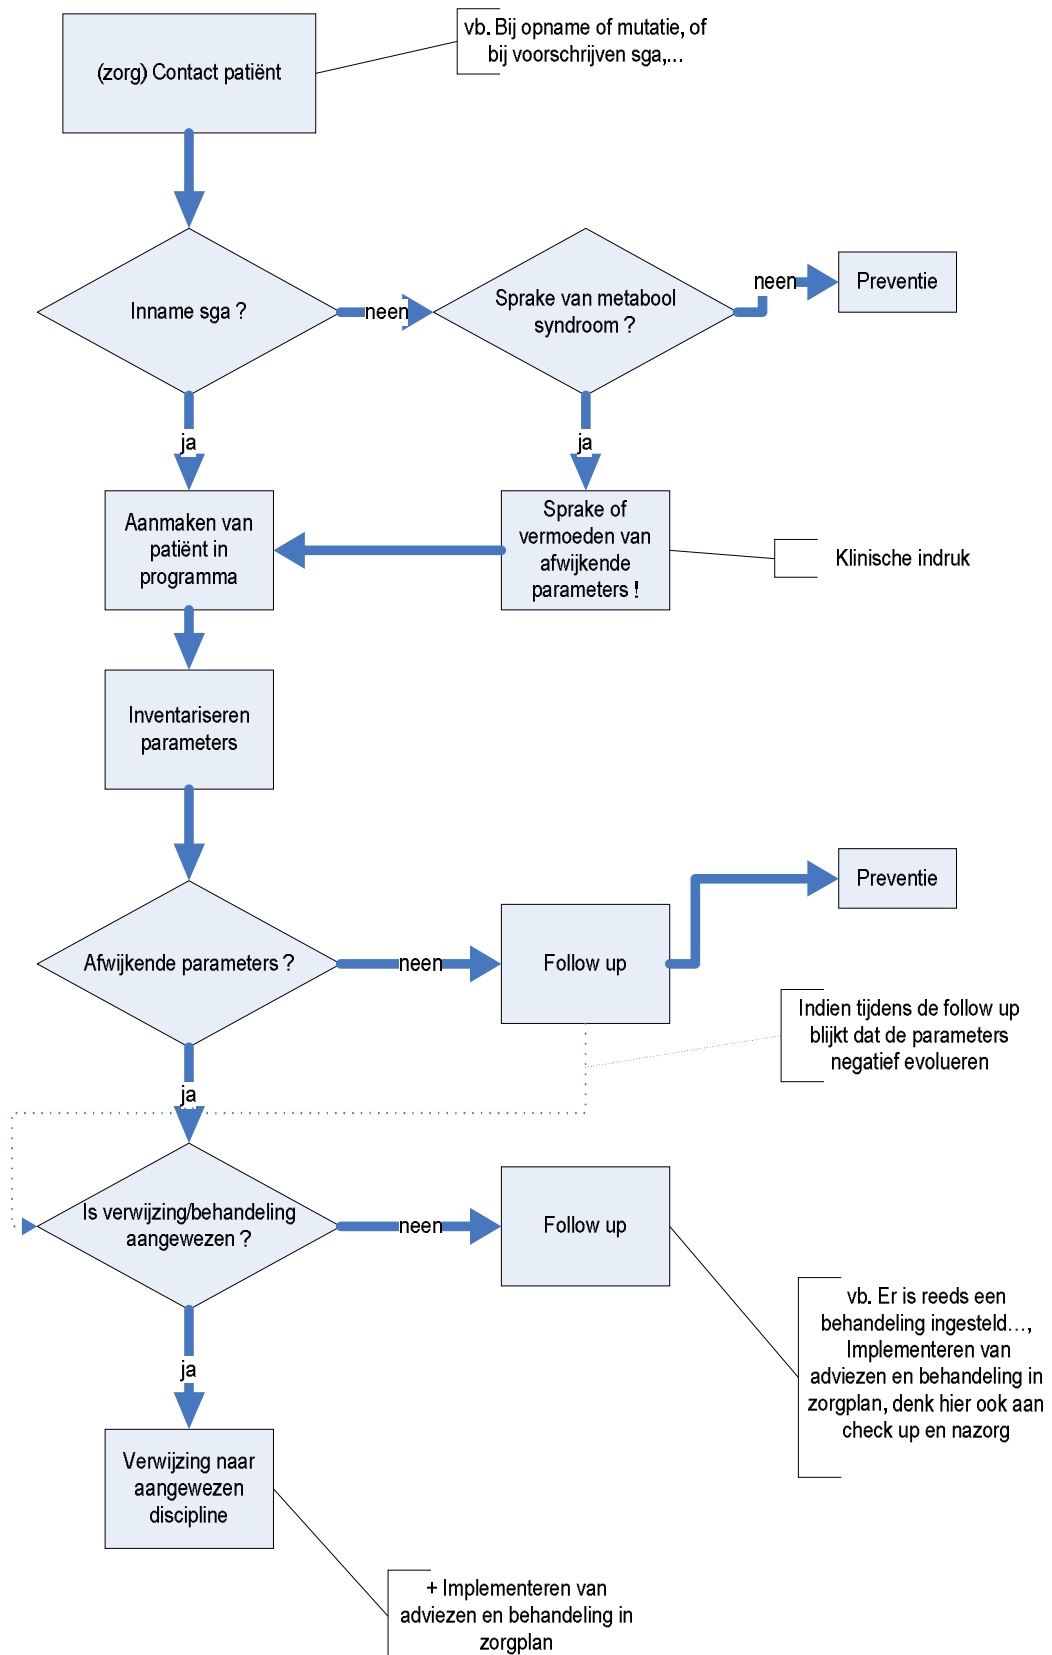 vb. Bij opname of mutatie, of
bij voorschrijven sga,...
(zorg) Contact patiënt
Inname sga ?
neen
Sprake van metabool
syndroom ?
neen
Preventie
ja
ja
Aanmaken van
patiënt in
programma
Sprake of
vermoeden van
afwijkende
parameters !
Klinische indruk
Inventariseren
parameters
Afwijkende parameters ?
neen
Follow up
Preventie
Indien tijdens de follow up
blijkt dat de parameters
negatief evolueren
ja
Is verwijzing/behandeling
aangewezen ?
neen
Follow up
vb. Er is reeds een
behandeling ingesteld...,
Implementeren van
adviezen en behandeling in
zorgplan, denk hier ook aan
check up en nazorg
ja
Verwijzing naar
aangewezen
discipline
+ Implementeren van
adviezen en behandeling in
zorgplan